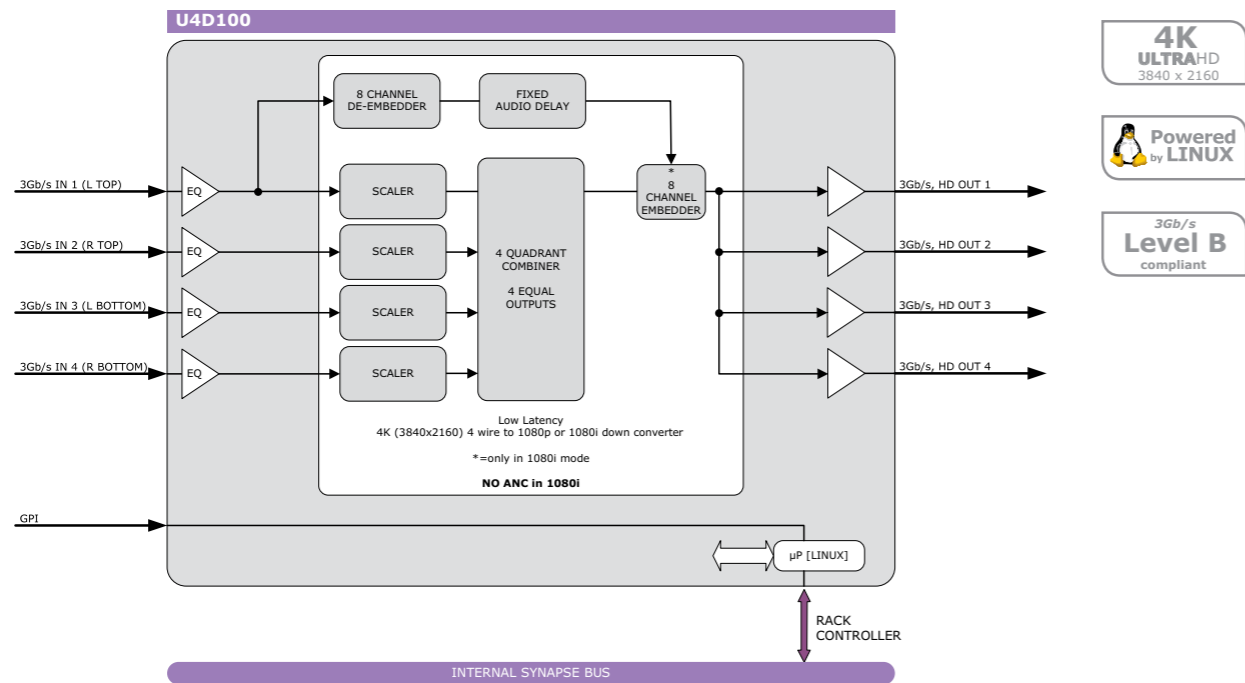 U4D100
4K
ULTRAHD
3840 x 2160
8 CHANNEL
DE-EMBEDDER
FIXED
AUDIO DELAY
Powered
by LINUX
3Gb/s IN 1 (L TOP)
EQ
SCALER
*
8
CHANNEL
EMBEDDER
3Gb/s, HD OUT 1
3Gb/s
Level B
compliant
3Gb/s IN 2 (R TOP)
EQ
SCALER
4 QUADRANT
COMBINER
4 EQUAL
OUTPUTS
3Gb/s, HD OUT 2
3Gb/s IN 3 (L BOTTOM)
EQ
SCALER
3Gb/s, HD OUT 3
3Gb/s IN 4 (R BOTTOM)
EQ
SCALER
3Gb/s, HD OUT 4
Low Latency
4K (3840x2160) 4 wire to 1080p or 1080i down converter
*=only in 1080i mode
NO ANC in 1080i
GPI
µP [LINUX]
RACK
CONTROLLER
INTERNAL SYNAPSE BUS